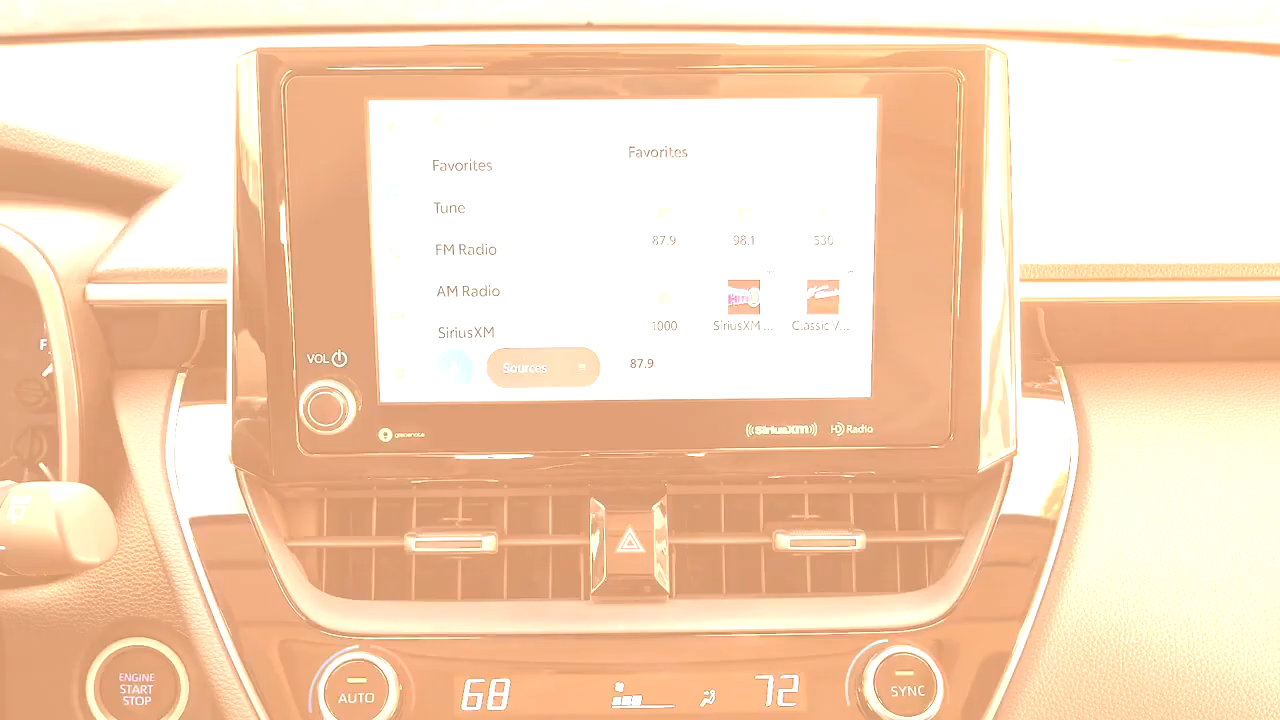 Favorites
Tune
FM Radio
AM Radio
SiriusXM
Sources
Favorites
87.9 98.1 530
1000 SiriusXM... Classic V...
87.9
VOL
gracenote
SiriusXM HD Radio
F
ENGINE
START
STOP
AUTO
68
72
SYNC